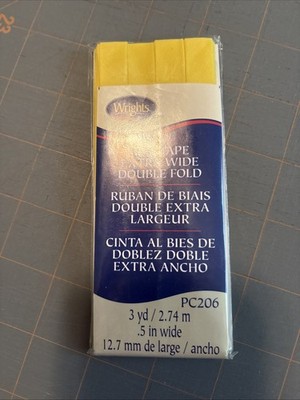 Wrights
TAPE
WIDE
DOUBLE FOLD
RUBAN DE BIAIS
DOUBLE EXTRA
LARGEUR
CINTA AL BIES DE
DOBLEZ DOBLE
EXTRA ANCHO
PC206
3 yd / 2.74 m
.5 in wide
12.7 mm de large / ancho